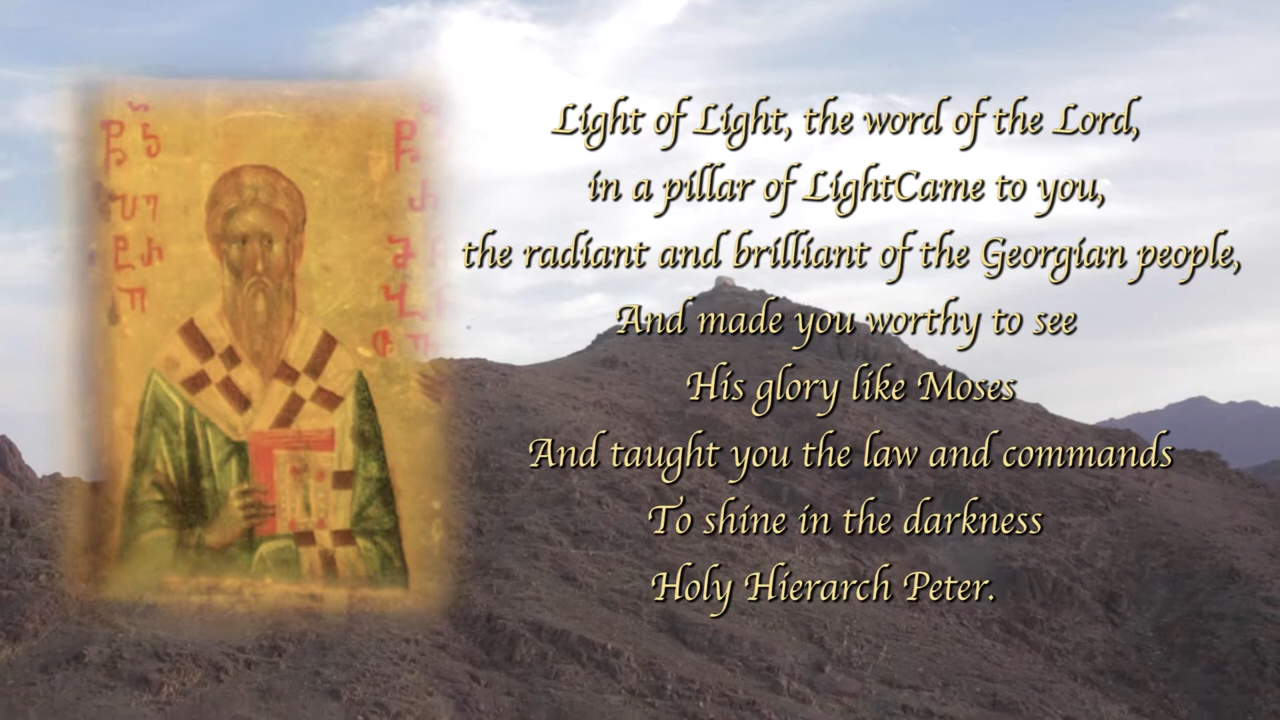 Light of Light, the word of the Lord,
in a pillar of LightCame to you,
the radiant and brilliant of the Georgian people,
And made you worthy to see
His glory like Moses
And taught you the law and commands
To shine in the darkness
Holy Hierarch Peter.